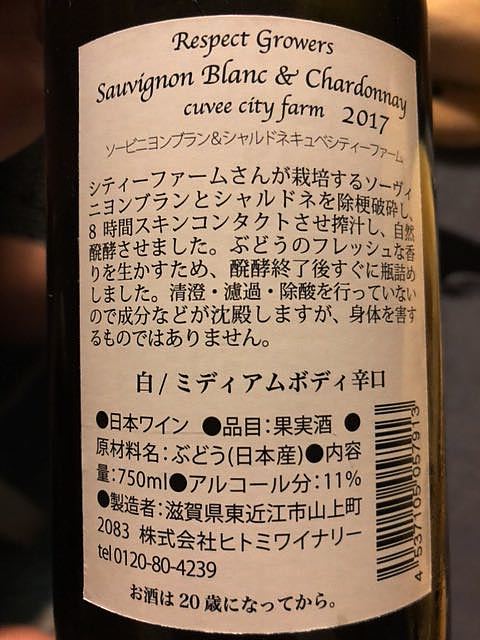 Respect Growers
Sauvignon Blanc & Chardonnay
cuvee city farm 2017
ソービニヨンブラン&シャルドネキュベシティーファーム
シティーファームさんが栽培するソーヴィ
ニヨンブランとシャルドネを除梗破砕し、
8 時間スキンコンタクトさせ搾汁し、自然
醗酵させました。ぶどうのフレッシュな香
りを生かすため、醗酵終了後すぐに瓶詰め
しました。清澄・濾過・除酸を行っていない
ので成分などが沈殿しますが、身体を害す
るものではありません。
白 / ミディアムボディ辛口
●日本ワイン ●品目:果実酒 ●
原材料名:ぶどう(日本産)●内容
量:750ml●アルコール分:11%
●製造者:滋賀県東近江市山上町
2083 株式会社ヒトミワイナリー
tel 0120-80-4239
お酒は 20 歳になってから。
4 537105 057913